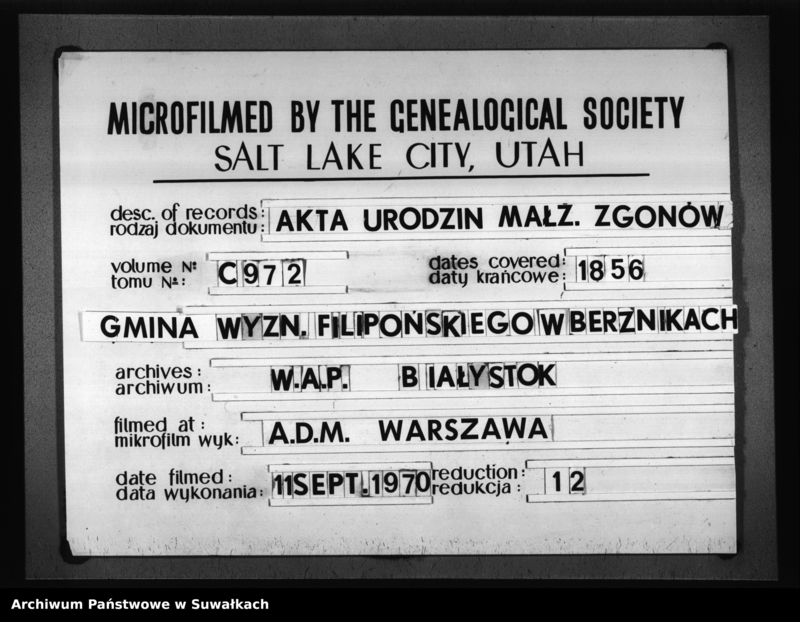 MICROFILMED BY THE GENEALOGICAL SOCIETY
SALT LAKE CITY, UTAH
desc. of records: AKTA URODZIN MAŁŻ. ZGONÓW
rodzaj dokumentu:
volume Nº C972 dates covered: 1856
tomu Nº: daty krańcowe:
GMINA WYZN. FILIPOŃSKIEGO W BERZNIKACH
archives: W.A.P. BIAŁYSTOK
archiwum:
filmed at: A.D.M. WARSZAWA
mikrofilm wyk:
date filmed: 11 SEPT. 1970 reduction: 12
data wykonania: redukcja:
Archiwum Państwowe w Suwałkach